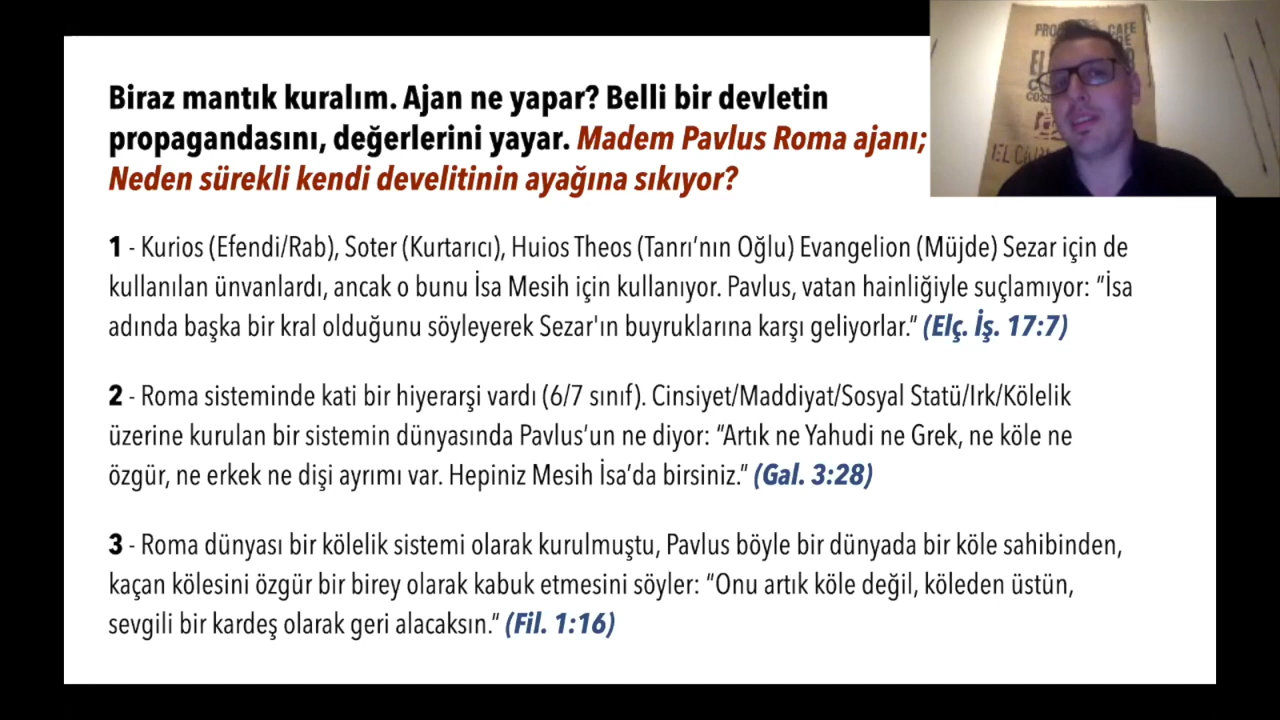 Biraz mantık kuralım. Ajan ne yapar? Belli bir devletin
propagandasını, değerlerini yayar. Madem Pavlus Roma ajanı;
Neden sürekli kendi develitinin ayağına sıkıyor?
1 - Kurios (Efendi/Rab), Soter (Kurtarıcı), Huios Theos (Tanrı’nın Oğlu) Evangelion (Müjde) Sezar için de
kullanılan ünvanlardı, ancak o bunu İsa Mesih için kullanıyor. Pavlus, vatan hainliğiyle suçlamıyor: “İsa
adında başka bir kral olduğunu söyleyerek Sezar'ın buyruklarına karşı geliyorlar.” (Elç. İş. 17:7)
2 - Roma sisteminde kati bir hiyerarşi vardı (6/7 sınıf). Cinsiyet/Maddiyat/Sosyal Statü/Irk/Kölelik
üzerine kurulan bir sistemin dünyasında Pavlus’un ne diyor: “Artık ne Yahudi ne Grek, ne köle ne
özgür, ne erkek ne dişi ayrımı var. Hepiniz Mesih İsa’da birsiniz.” (Gal. 3:28)
3 - Roma dünyası bir kölelik sistemi olarak kurulmuştu, Pavlus böyle bir dünyada bir köle sahibinden,
kaçan kölesini özgür bir birey olarak kabuk etmesini söyler: “Onu artık köle değil, köleden üstün,
sevgili bir kardeş olarak geri alacaksın.” (Fil. 1:16)
PRO CAFE
EL
COS
EL CA